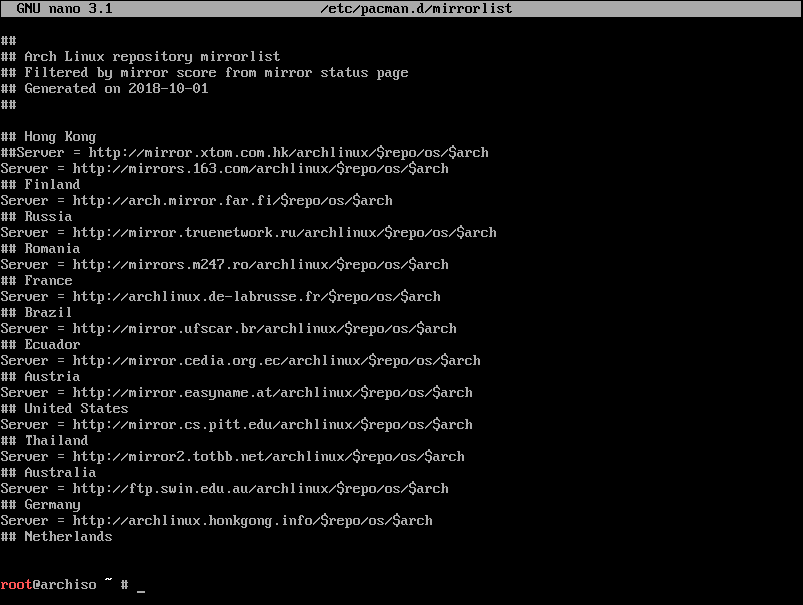 GNU nano 3.1 /etc/pacman.d/mirrorlist
##
## Arch Linux repository mirrorlist
## Filtered by mirror score from mirror status page
## Generated on 2018-10-01
##
## Hong Kong
##Server = http://mirror.xtom.com.hk/archlinux/$repo/os/$arch
Server = http://mirrors.163.com/archlinux/$repo/os/$arch
## Finland
Server = http://arch.mirror.far.fi/$repo/os/$arch
## Russia
Server = http://mirror.truenetwork.ru/archlinux/$repo/os/$arch
## Romania
Server = http://mirrors.m247.ro/archlinux/$repo/os/$arch
## France
Server = http://archlinux.de-labrusse.fr/$repo/os/$arch
## Brazil
Server = http://mirror.ufscar.br/archlinux/$repo/os/$arch
## Ecuador
Server = http://mirror.cedia.org.ec/archlinux/$repo/os/$arch
## Austria
Server = http://mirror.easyname.at/archlinux/$repo/os/$arch
## United States
Server = http://mirror.cs.pitt.edu/archlinux/$repo/os/$arch
## Thailand
Server = http://mirror2.totbb.net/archlinux/$repo/os/$arch
## Australia
Server = http://ftp.swin.edu.au/archlinux/$repo/os/$arch
## Germany
Server = http://archlinux.honkgong.info/$repo/os/$arch
## Netherlands
root@archiso ~ # _